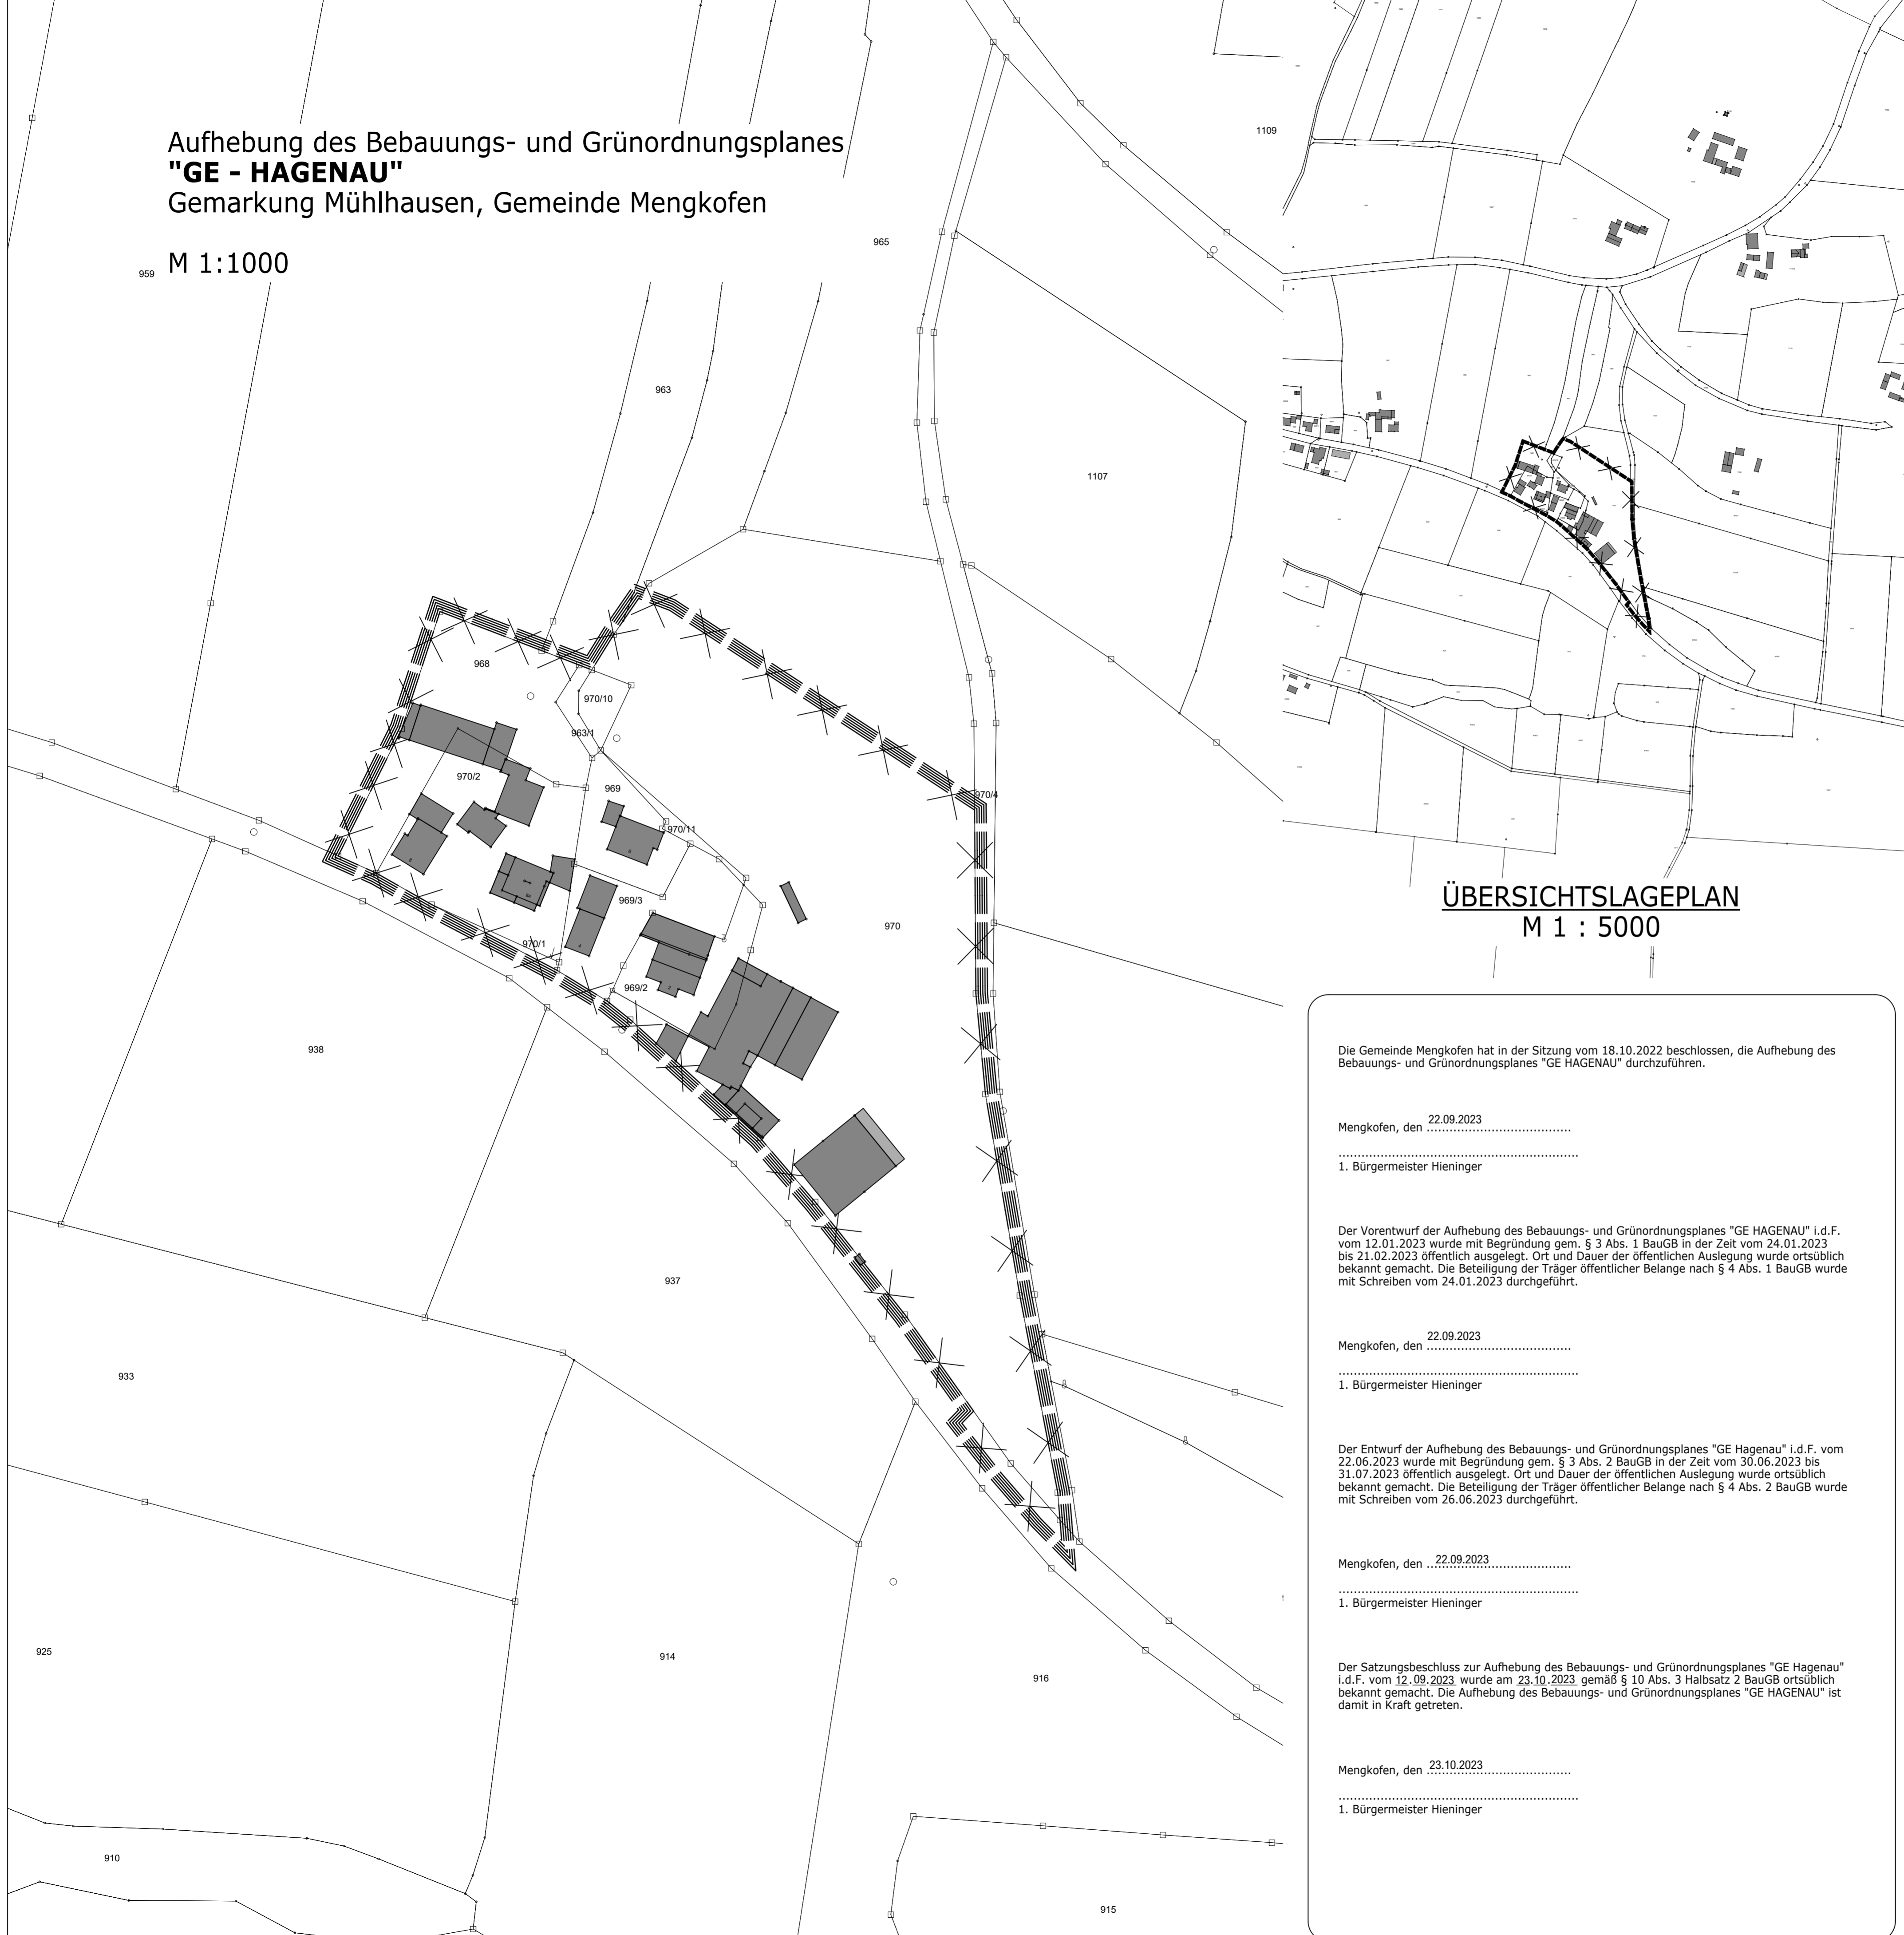 Aufhebung des Bebauungs- und Grünordnungsplanes
"GE - HAGENAU"
Gemarkung Mühlhausen, Gemeinde Mengkofen
M 1:1000
959
965
1109
963
1107
968
970/10
963/1
970/2
969
970/4
970/11
969/3
970
970/1
969/2
938
937
933
925
914
916
910
915
ÜBERSICHTSLAGEPLAN
M 1 : 5000
Die Gemeinde Mengkofen hat in der Sitzung vom 18.10.2022 beschlossen, die Aufhebung des
Bebauungs- und Grünordnungsplanes "GE HAGENAU" durchzuführen.
Mengkofen, den 22.09.2023
1. Bürgermeister Hieninger
Der Vorentwurf der Aufhebung des Bebauungs- und Grünordnungsplanes "GE HAGENAU" i.d.F.
vom 12.01.2023 wurde mit Begründung gem. § 3 Abs. 1 BauGB in der Zeit vom 24.01.2023
bis 21.02.2023 öffentlich ausgelegt. Ort und Dauer der öffentlichen Auslegung wurde ortsüblich
bekannt gemacht. Die Beteiligung der Träger öffentlicher Belange nach § 4 Abs. 1 BauGB wurde
mit Schreiben vom 24.01.2023 durchgeführt.
Mengkofen, den 22.09.2023
1. Bürgermeister Hieninger
Der Entwurf der Aufhebung des Bebauungs- und Grünordnungsplanes "GE Hagenau" i.d.F. vom
22.06.2023 wurde mit Begründung gem. § 3 Abs. 2 BauGB in der Zeit vom 30.06.2023 bis
31.07.2023 öffentlich ausgelegt. Ort und Dauer der öffentlichen Auslegung wurde ortsüblich
bekannt gemacht. Die Beteiligung der Träger öffentlicher Belange nach § 4 Abs. 2 BauGB wurde
mit Schreiben vom 26.06.2023 durchgeführt.
Mengkofen, den 22.09.2023
1. Bürgermeister Hieninger
Der Satzungsbeschluss zur Aufhebung des Bebauungs- und Grünordnungsplanes "GE Hagenau"
i.d.F. vom 12.09.2023 wurde am 23.10.2023 gemäß § 10 Abs. 3 Halbsatz 2 BauGB ortsüblich
bekannt gemacht. Die Aufhebung des Bebauungs- und Grünordnungsplanes "GE HAGENAU" ist
damit in Kraft getreten.
Mengkofen, den 23.10.2023
1. Bürgermeister Hieninger